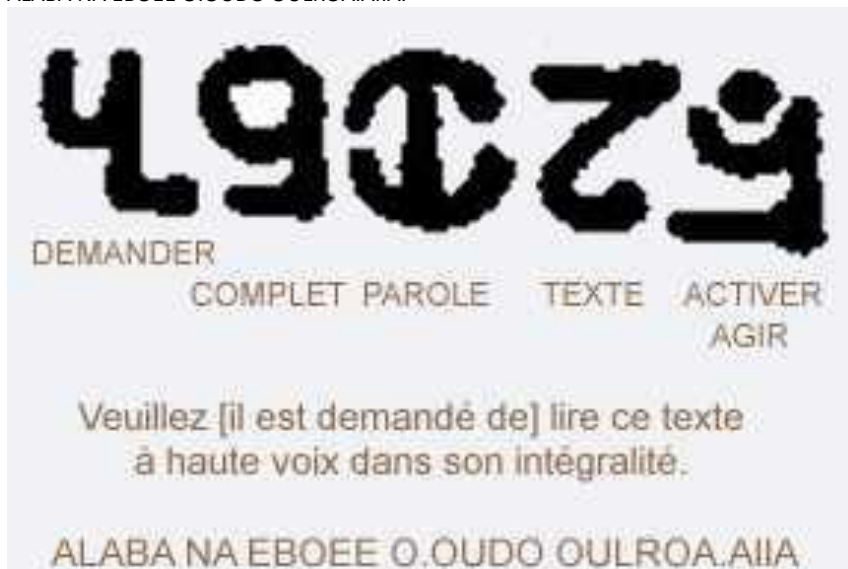 DEMANDER
COMPLET PAROLE TEXTE ACTIVER
AGIR
Veuillez [il est demandé de] lire ce texte
à haute voix dans son intégralité.
ALABA NA EBOEE O.OUDO OULROA.AIIA